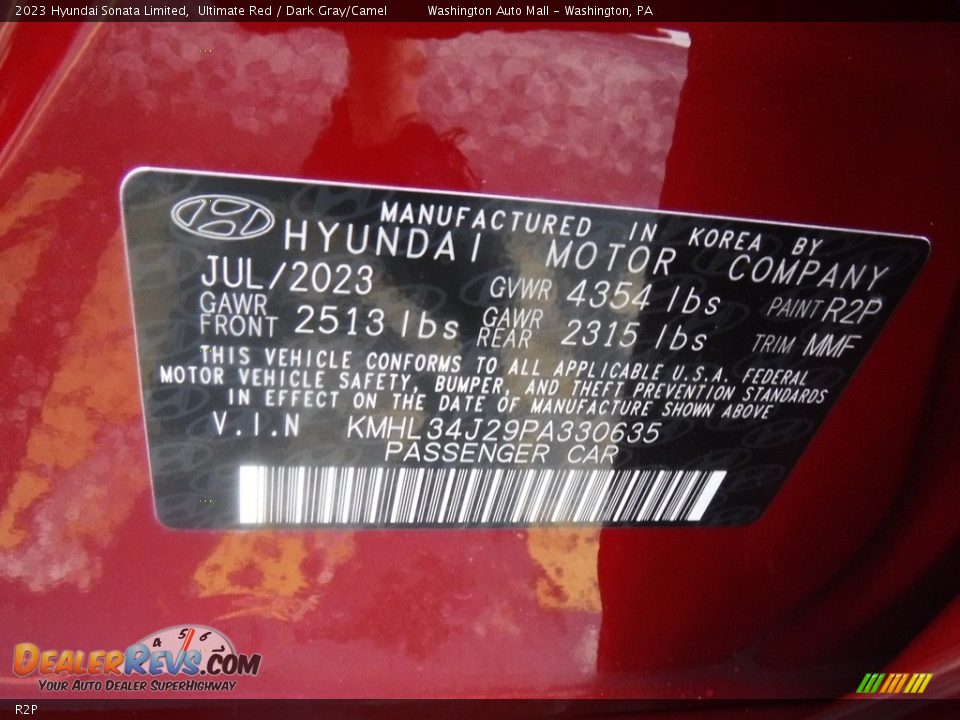 2023 Hyundai Sonata Limited,  Ultimate Red / Dark Gray/Camel    Washington Auto Mall - Washington, PA
MANUFACTURED IN KOREA BY
HYUNDAI MOTOR COMPANY
JUL/2023 GVWR 4354 lbs PAINT R2P
GAWR FRONT 2513 lbs GAWR REAR 2315 lbs TRIM MMF
THIS VEHICLE CONFORMS TO ALL APPLICABLE U.S.A. FEDERAL
MOTOR VEHICLE SAFETY, BUMPER, AND THEFT PREVENTION STANDARDS
IN EFFECT ON THE DATE OF MANUFACTURE SHOWN ABOVE
V.I.N KMHL34J29PA330635
PASSENGER CAR
4 5 6
DEALERREVS.COM
YOUR AUTO DEALER SUPERHIGHWAY
R2P